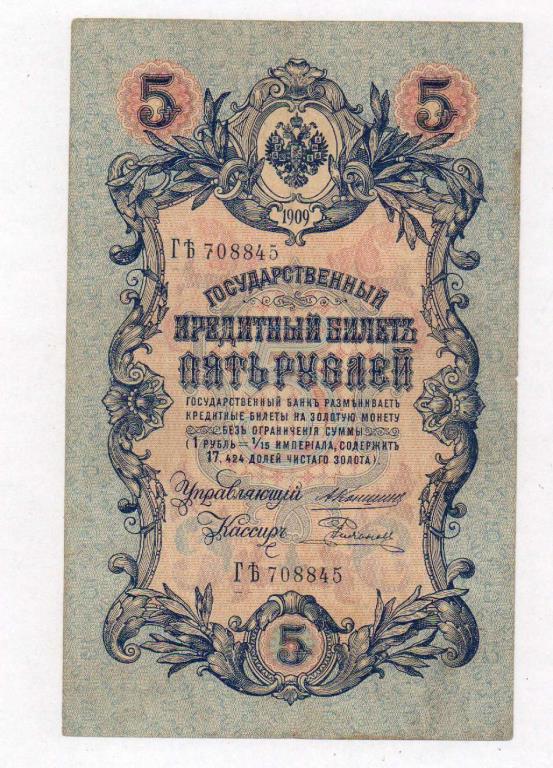 5 5
1909
ГѢ 708845
ГОСУДАРСТВЕННЫЙ
КРЕДИТНЫЙ БИЛЕТЪ
ПЯТЬ РУБЛЕЙ
ГОСУДАРСТВЕННЫЙ БАНКЪ РАЗМѢНИВАЕТЪ
КРЕДИТНЫЕ БИЛЕТЫ НА ЗОЛОТУЮ МОНЕТУ
БЕЗЪ ОГРАНИЧЕНІЯ СУММЫ
(1 РУБЛЬ = 1/15 ИМПЕРІАЛА, СОДЕРЖИТЪ
17,424 ДОЛЕЙ ЧИСТАГО ЗОЛОТА).
Управляющій Аконшинъ
Кассиръ
ГѢ 708845
5